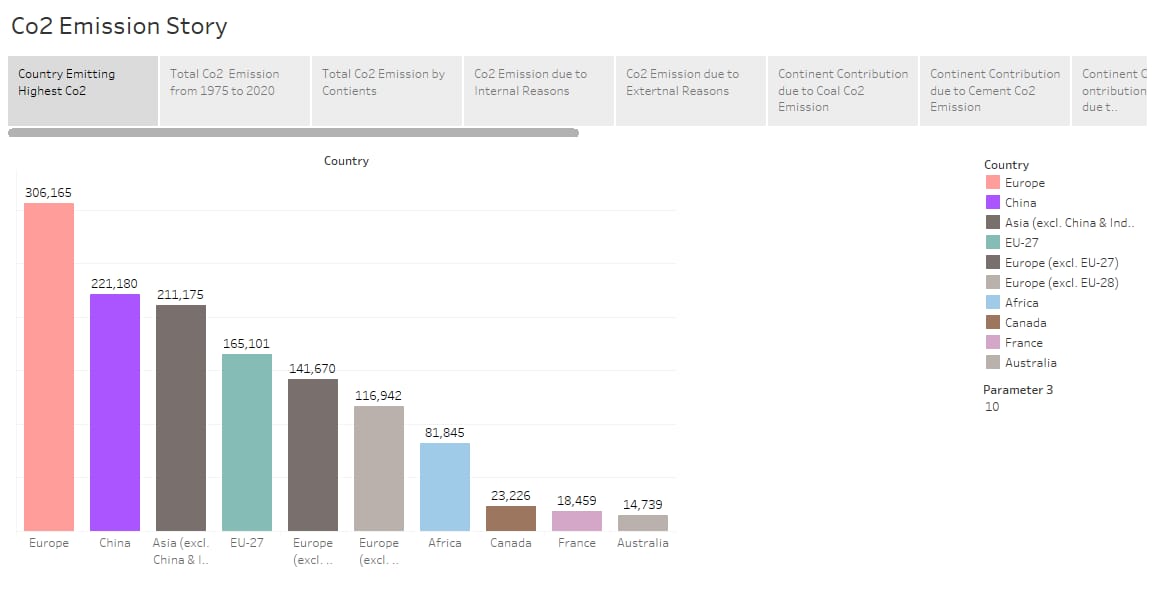 Co2 Emission Story
Country Emitting
Highest Co2
Total Co2 Emission
from 1975 to 2020
Total Co2 Emission by
Contients
Co2 Emission due to
Internal Reasons
Co2 Emission due to
Extertnal Reasons
Continent Contribution
due to Coal Co2
Emission
Continent Contribution
due to Cement Co2
Emission
Continent C
ontribution
due t..
Country
306,165
221,180
211,175
165,101
141,670
116,942
81,845
23,226
18,459
14,739
Europe
China
Asia (excl.
China & I..
EU-27
Europe
(excl. ..
Europe
(excl. ..
Africa
Canada
France
Australia
Country
Europe
China
Asia (excl. China & Ind..
EU-27
Europe (excl. EU-27)
Europe (excl. EU-28)
Africa
Canada
France
Australia
Parameter 3
10